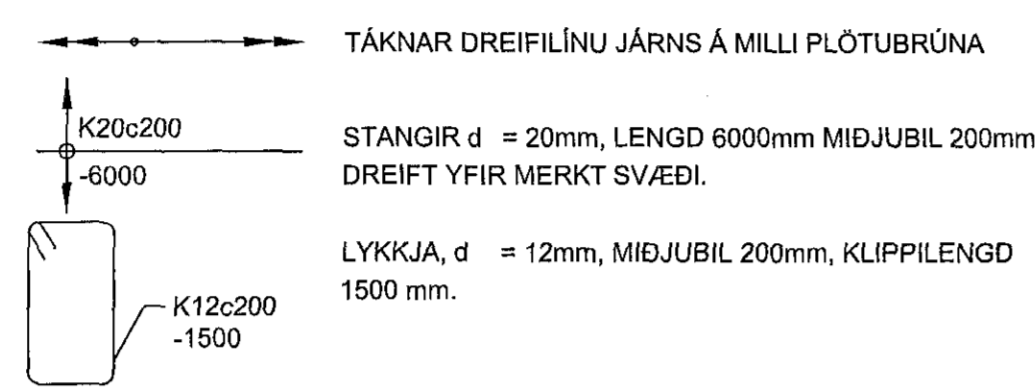 TÁKNAR DREIFILÍNU JÁRNS Á MILLI PLÖTUBRÚNA
K20c200
-6000
STANGIR d = 20mm, LENGD 6000mm MIÐJUBIL 200mm
DREIFT YFIR MERKT SVÆÐI.
LYKKJA, d = 12mm, MIÐJUBIL 200mm, KLIPPILENGD
1500 mm.
K12c200
-1500